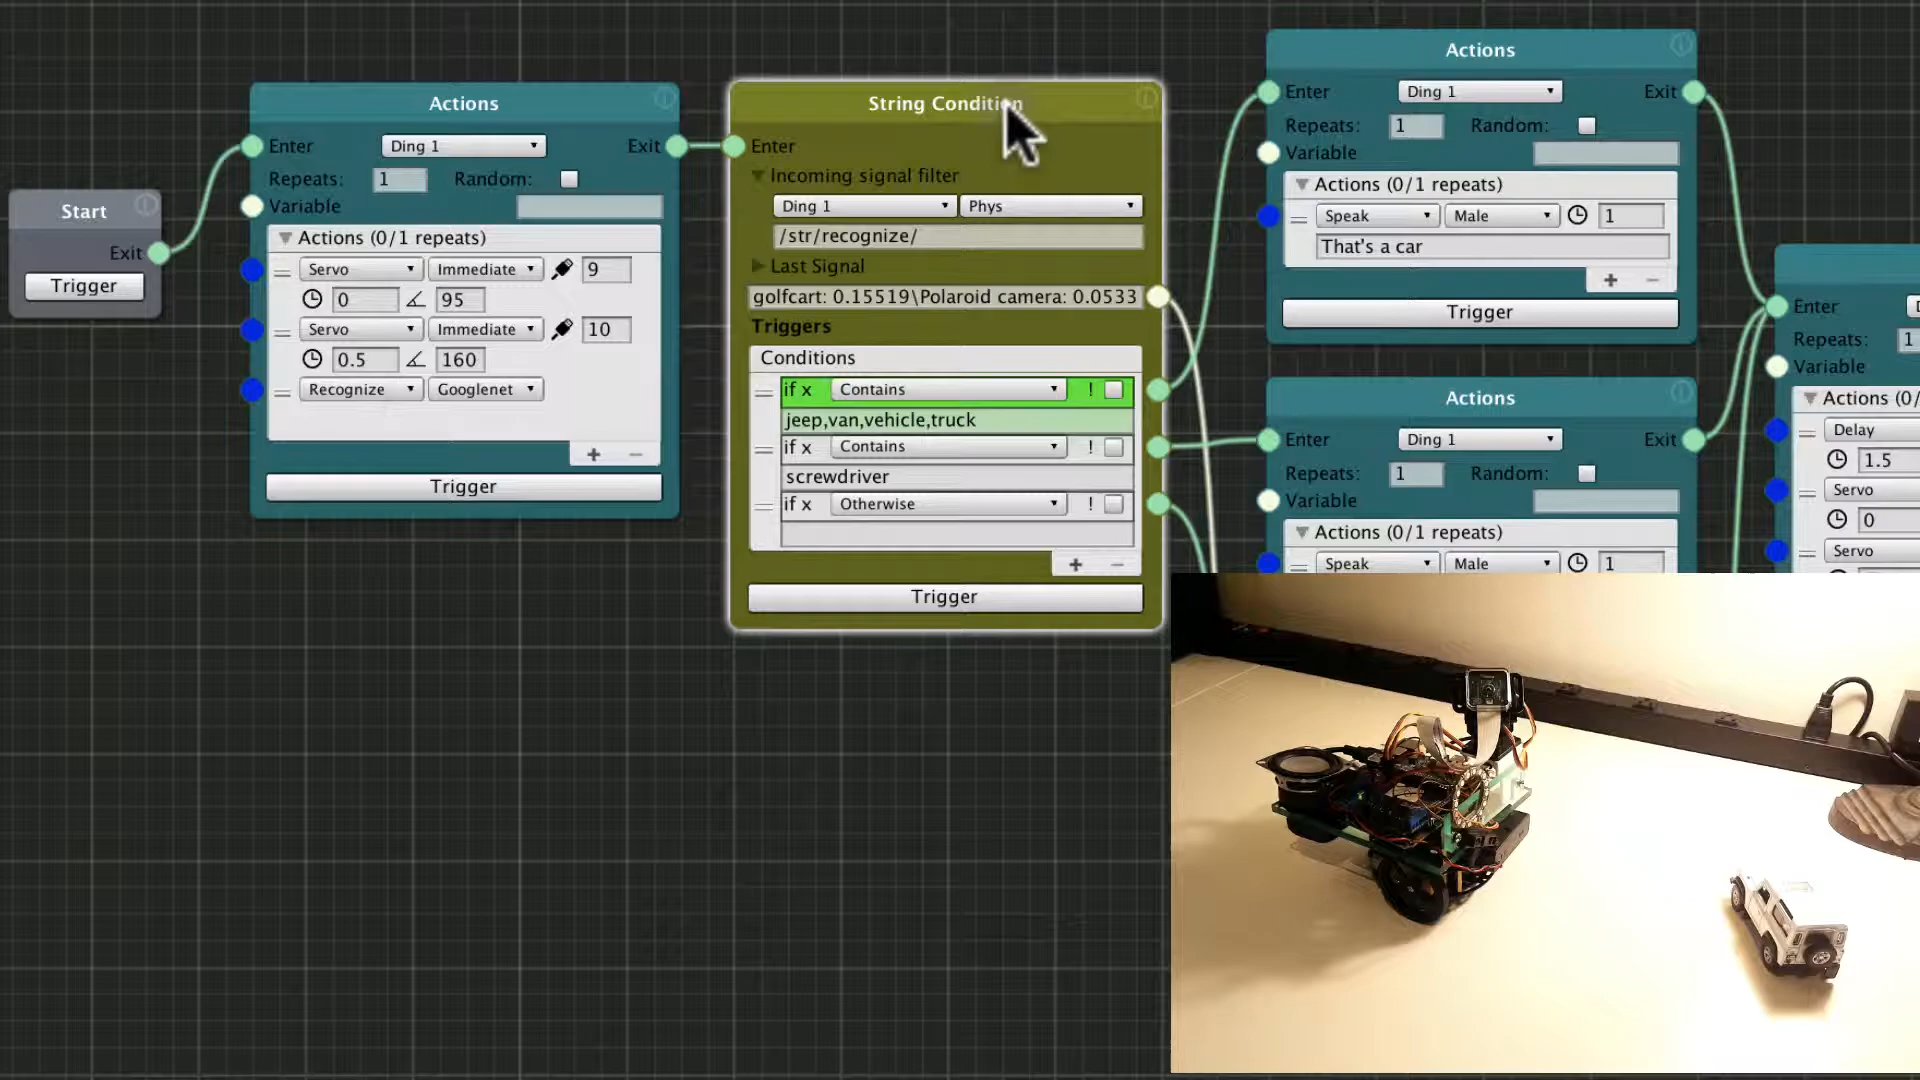 Start
Exit
Trigger
Actions
Enter
Ding 1
Exit
Repeats: 1
Random:
Variable
Actions (0/1 repeats)
Servo Immediate 9
0 95
Servo Immediate 10
0.5 160
Recognize Googlenet
+ −
Trigger
String Condition
Enter
Incoming signal filter
Ding 1 Phys
/str/recognize/
Last Signal
golfcart: 0.15519\Polaroid camera: 0.0533
Triggers
Conditions
if x Contains !
jeep,van,vehicle,truck
if x Contains !
screwdriver
if x Otherwise !
+ −
Trigger
Actions
Enter
Ding 1
Exit
Repeats: 1
Random:
Variable
Actions (0/1 repeats)
Speak Male 1
That's a car
+ −
Trigger
Actions
Enter
Ding 1
Exit
Repeats: 1
Random:
Variable
Actions (0/1 repeats)
Speak Male 1
Enter
Repeats: 1
Variable
Actions (0/
Delay
1.5
Servo
0
Servo